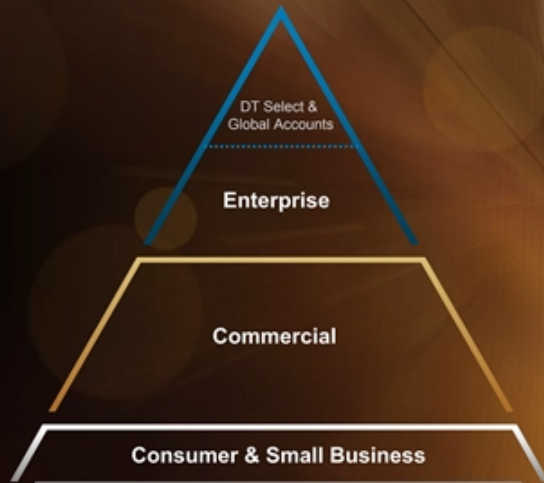 DT Select &
Global Accounts
Enterprise
Commercial
Consumer & Small Business